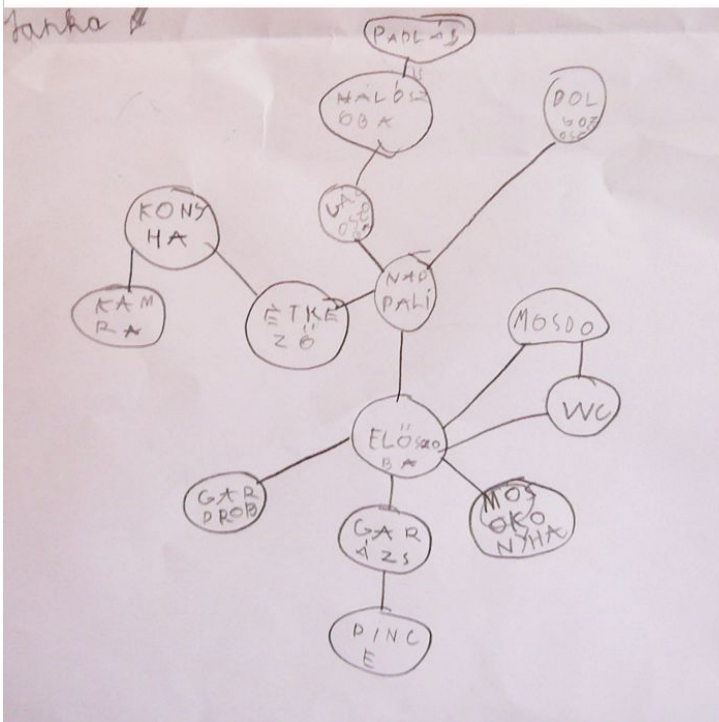 Janka
PADLÁS
HÁLÓSZ
OBA
DOL
GOZ
KONY
HA
NAP
PALI
KAM
RA
ÉTKE
ZŐ
MOSDO
WC
ELŐSZO
BA
GAR
DROB
MOS
OKO
NYHA
GAR
ÁZS
PINC
E